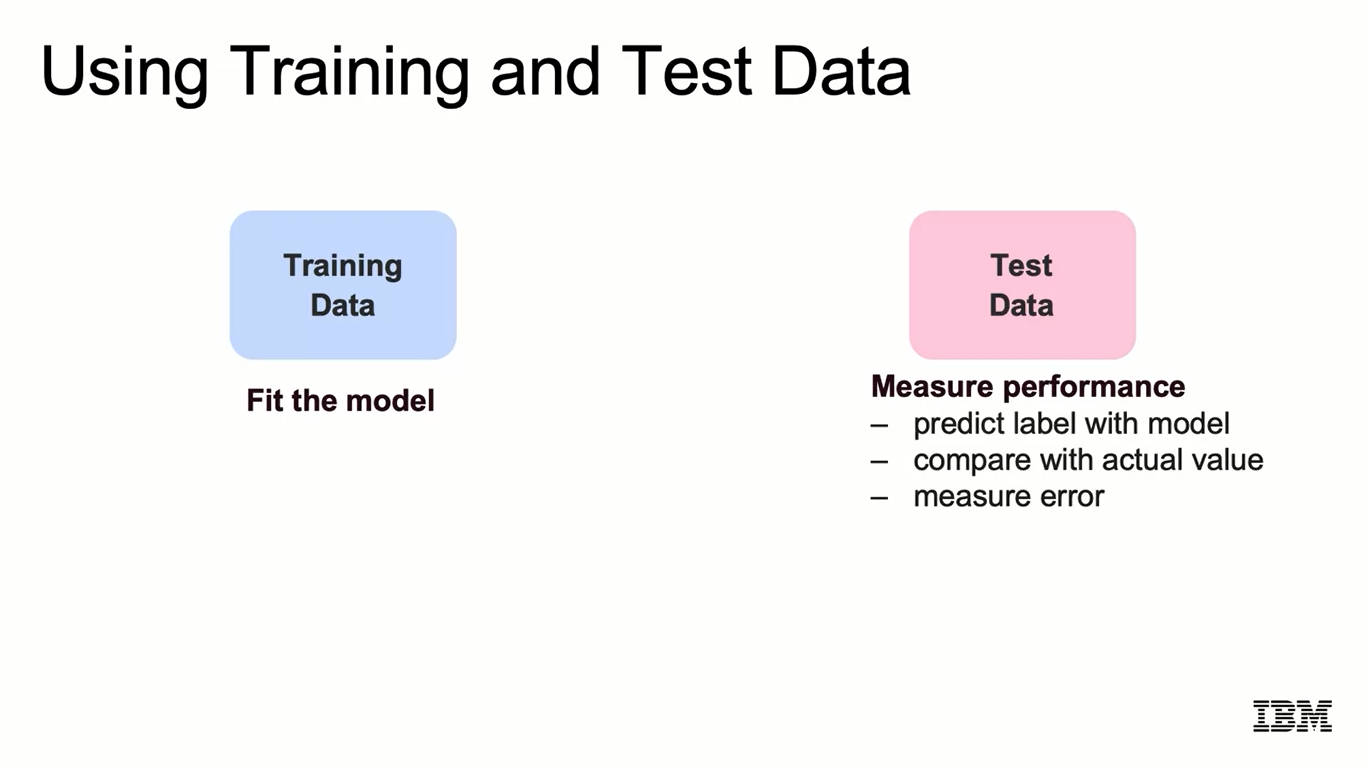 Using Training and Test Data
Training
Data
Fit the model
Test
Data
Measure performance
– predict label with model
– compare with actual value
– measure error
IBM